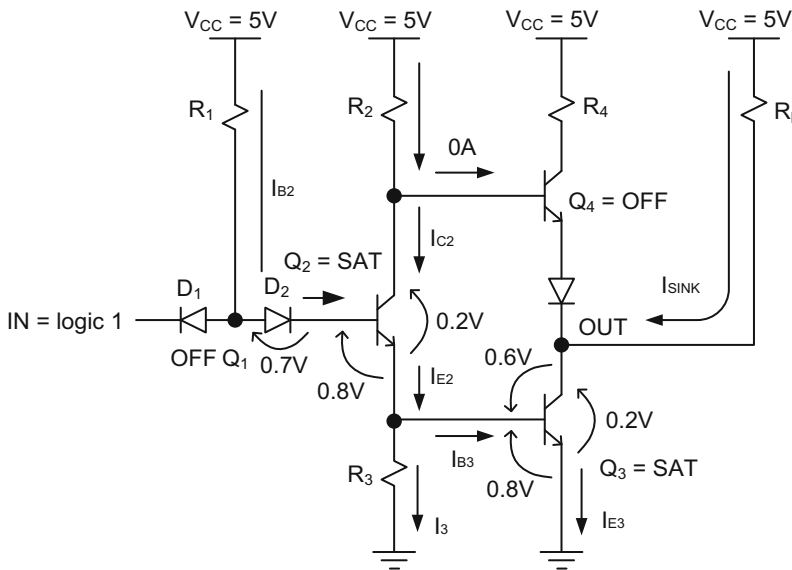 VCC = 5V
VCC = 5V
VCC = 5V
VCC = 5V
R1
R2
R4
0A
IB2
Q4 = OFF
IC2
Q2 = SAT
D1
D2
ISINK
IN = logic 1
0.2V
OUT
OFF Q1
0.7V
0.6V
0.8V
IE2
0.2V
R3
IB3
Q3 = SAT
0.8V
I3
IE3